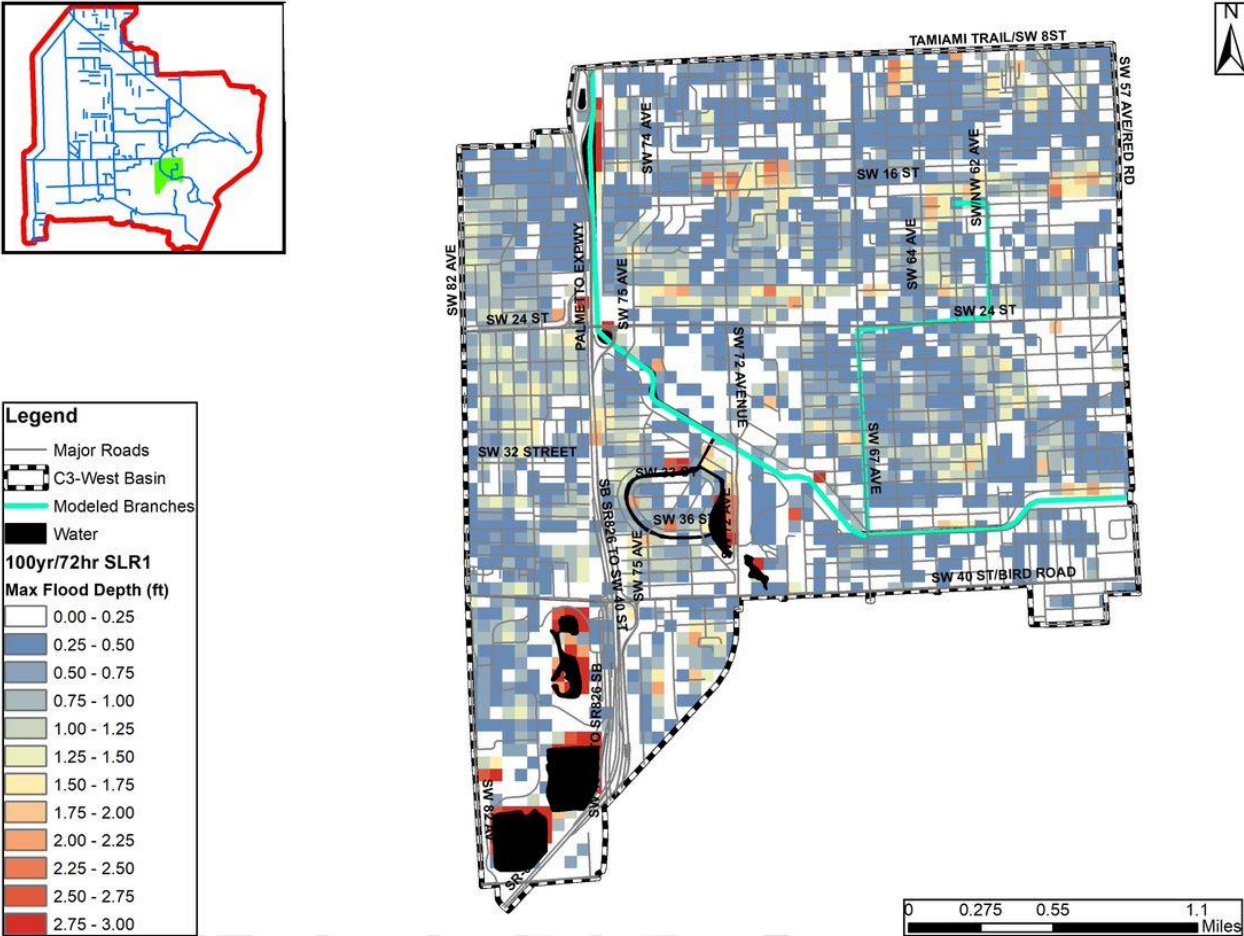 N
TAMIAMI TRAIL/SW 8ST
SW 57 AVE/RED RD
SW 74 AVE
SW/NW 62 AVE
SW 16 ST
SW 64 AVE
SW 82 AVE
PALMETTO EXPWY
SW 75 AVE
SW 24 ST
SW 24 ST
SW 72 AVENUE
SW 67 AVE
SW 32 STREET
SB SR826 TO SW 40 ST
SW 36 ST
SW 75 AVE
SW 40 ST/BIRD ROAD
TO SR826 SB
SW 82 AV
Legend
Major Roads
C3-West Basin
Modeled Branches
Water
100yr/72hr SLR1
Max Flood Depth (ft)
0.00 - 0.25
0.25 - 0.50
0.50 - 0.75
0.75 - 1.00
1.00 - 1.25
1.25 - 1.50
1.50 - 1.75
1.75 - 2.00
2.00 - 2.25
2.25 - 2.50
2.50 - 2.75
2.75 - 3.00
0 0.275 0.55 1.1
Miles